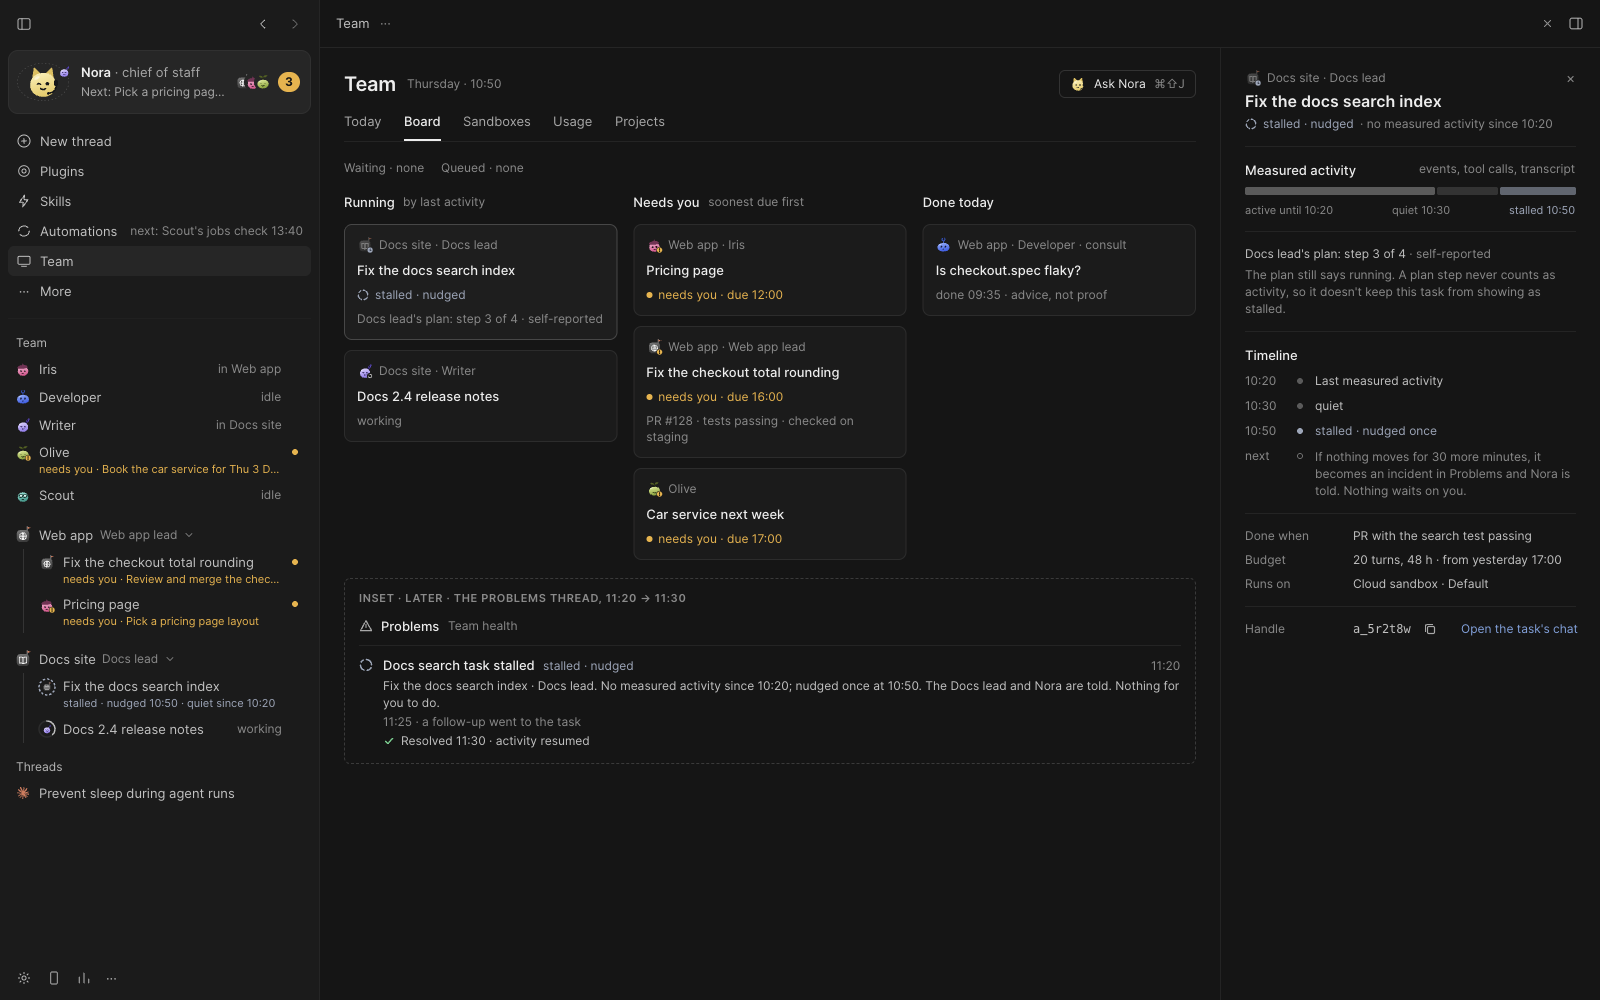 Nora · chief of staff
Next: Pick a pricing pag...
3
New thread
Plugins
Skills
Automations next: Scout's jobs check 13:40
Team
More
Team
Iris in Web app
Developer idle
Writer in Docs site
Olive
needs you · Book the car service for Thu 3 D...
Scout idle
Web app Web app lead
Fix the checkout total rounding
needs you · Review and merge the chec...
Pricing page
needs you · Pick a pricing page layout
Docs site Docs lead
Fix the docs search index
stalled · nudged 10:50 · quiet since 10:20
Docs 2.4 release notes working
Threads
Prevent sleep during agent runs
Team ···
Team Thursday · 10:50
Ask Nora ⌘⇧J
Today Board Sandboxes Usage Projects
Waiting · none Queued · none
Running by last activity
Docs site · Docs lead
Fix the docs search index
stalled · nudged
Docs lead's plan: step 3 of 4 · self-reported
Docs site · Writer
Docs 2.4 release notes
working
Needs you soonest due first
Web app · Iris
Pricing page
needs you · due 12:00
Web app · Web app lead
Fix the checkout total rounding
needs you · due 16:00
PR #128 · tests passing · checked on
staging
Olive
Car service next week
needs you · due 17:00
Done today
Web app · Developer · consult
Is checkout.spec flaky?
done 09:35 · advice, not proof
INSET · LATER · THE PROBLEMS THREAD, 11:20 → 11:30
Problems Team health
Docs search task stalled stalled · nudged 11:20
Fix the docs search index · Docs lead. No measured activity since 10:20; nudged once at 10:50. The Docs lead and Nora are told. Nothing for
you to do.
11:25 · a follow-up went to the task
Resolved 11:30 · activity resumed
Docs site · Docs lead
Fix the docs search index
stalled · nudged · no measured activity since 10:20
Measured activity events, tool calls, transcript
active until 10:20 quiet 10:30 stalled 10:50
Docs lead's plan: step 3 of 4 · self-reported
The plan still says running. A plan step never counts as
activity, so it doesn't keep this task from showing as
stalled.
Timeline
10:20 Last measured activity
10:30 quiet
10:50 stalled · nudged once
next If nothing moves for 30 more minutes, it
becomes an incident in Problems and Nora is
told. Nothing waits on you.
Done when PR with the search test passing
Budget 20 turns, 48 h · from yesterday 17:00
Runs on Cloud sandbox · Default
Handle a_5r2t8w Open the task's chat